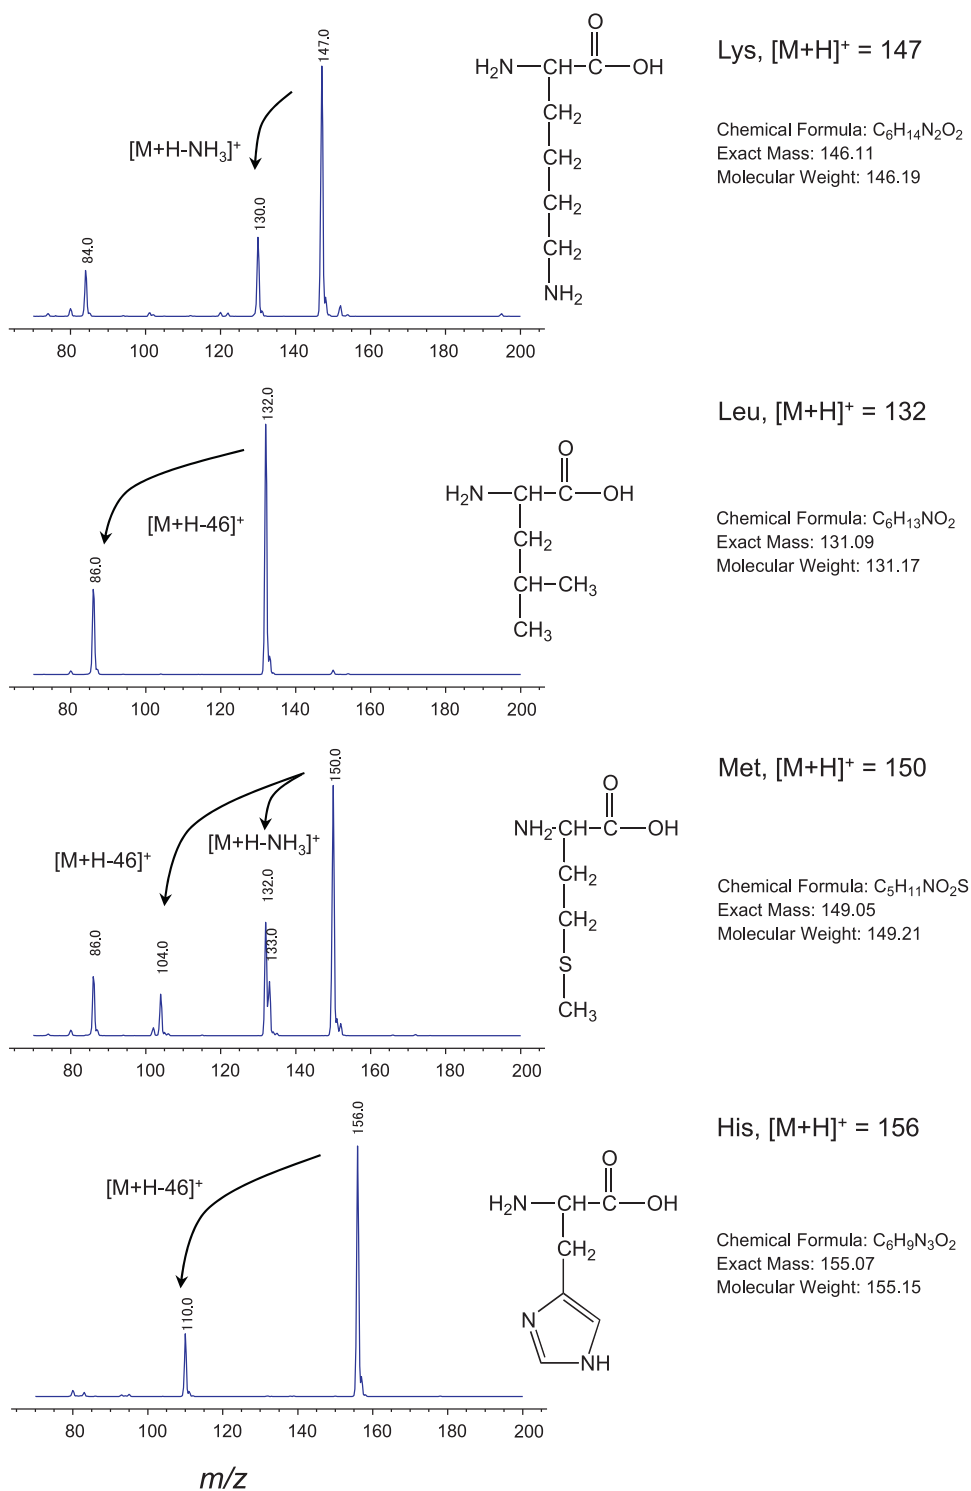 147.0
O
H₂N—CH—C—OH
CH₂
CH₂
CH₂
CH₂
NH₂
Lys, [M+H]⁺ = 147
Chemical Formula: C₆H₁₄N₂O₂
Exact Mass: 146.11
Molecular Weight: 146.19
[M+H-NH₃]⁺
130.0
84.0
80 100 120 140 160 180 200
132.0
O
H₂N—CH—C—OH
CH₂
CH—CH₃
CH₃
Leu, [M+H]⁺ = 132
Chemical Formula: C₆H₁₃NO₂
Exact Mass: 131.09
Molecular Weight: 131.17
[M+H-46]⁺
86.0
80 100 120 140 160 180 200
150.0
O
NH₂-CH—C—OH
CH₂
CH₂
S
CH₃
Met, [M+H]⁺ = 150
Chemical Formula: C₅H₁₁NO₂S
Exact Mass: 149.05
Molecular Weight: 149.21
[M+H-NH₃]⁺
[M+H-46]⁺
132.0
133.0
86.0
104.0
80 100 120 140 160 180 200
156.0
O
H₂N—CH—C—OH
CH₂
N
NH
His, [M+H]⁺ = 156
Chemical Formula: C₆H₉N₃O₂
Exact Mass: 155.07
Molecular Weight: 155.15
[M+H-46]⁺
110.0
80 100 120 140 160 180 200
m/z